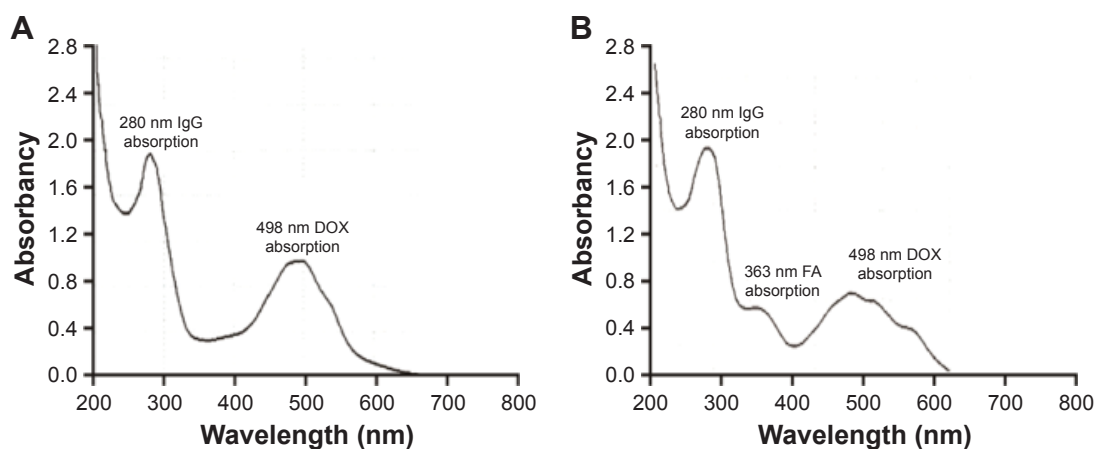 A
2.8
2.4
2.0
1.6
1.2
0.8
0.4
0.0
Absorbancy
280 nm IgG
absorption
498 nm DOX
absorption
200 300 400 500 600 700 800
Wavelength (nm)
B
2.8
2.4
2.0
1.6
1.2
0.8
0.4
0.0
Absorbancy
280 nm IgG
absorption
363 nm FA
absorption
498 nm DOX
absorption
200 300 400 500 600 700 800
Wavelength (nm)